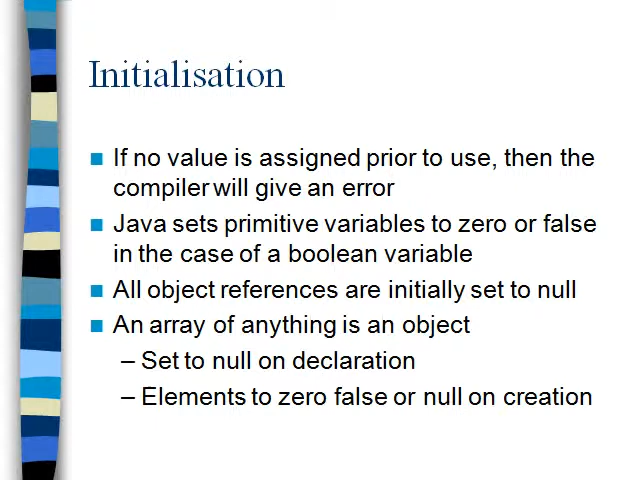 Initialisation
If no value is assigned prior to use, then the
compiler will give an error
Java sets primitive variables to zero or false
in the case of a boolean variable
All object references are initially set to null
An array of anything is an object
– Set to null on declaration
– Elements to zero false or null on creation